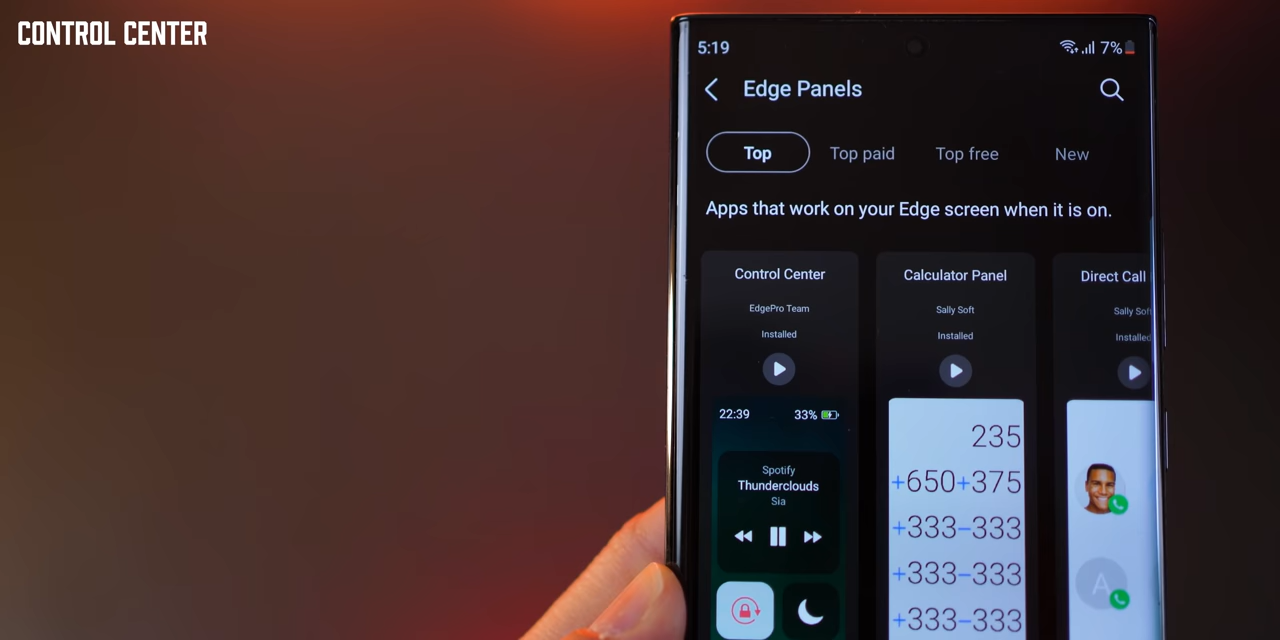 CONTROL CENTER
5:19 7%
Edge Panels
Top Top paid Top free New
Apps that work on your Edge screen when it is on.
Control Center
EdgePro Team
Installed
22:39 33%
Spotify
Thunderclouds
Sia
Calculator Panel
Sally Soft
Installed
235
+650+375
+333-333
+333-333
+333-333
Direct Call
Sally Soft
Installed
A